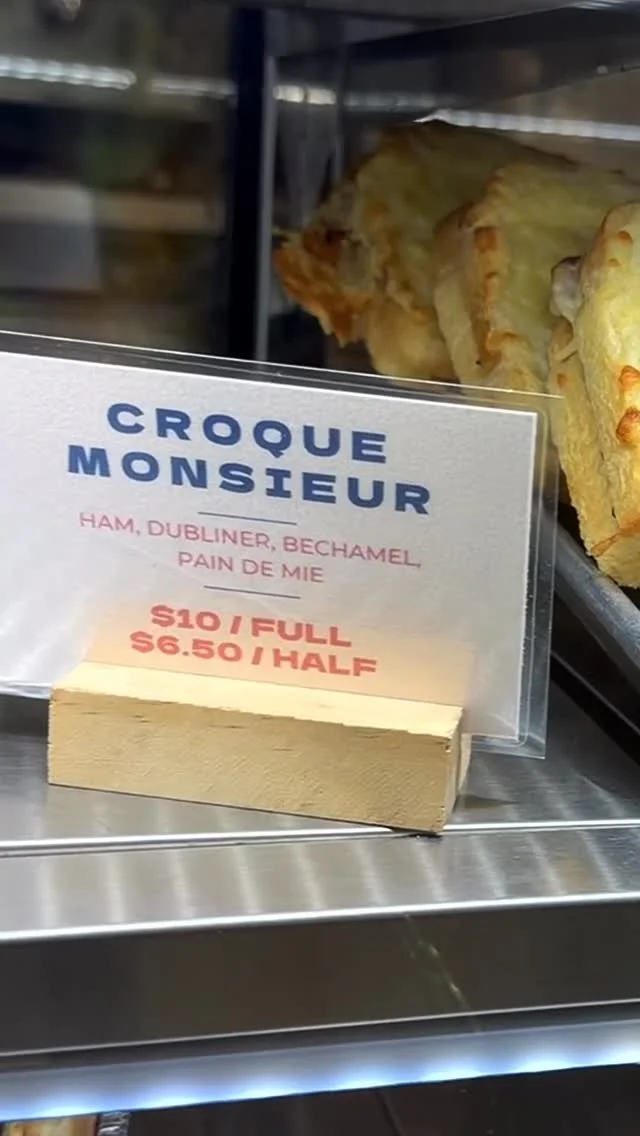 CROQUE
MONSIEUR
HAM, DUBLINER, BECHAMEL,
PAIN DE MIE
$10 / FULL
$6.50 / HALF